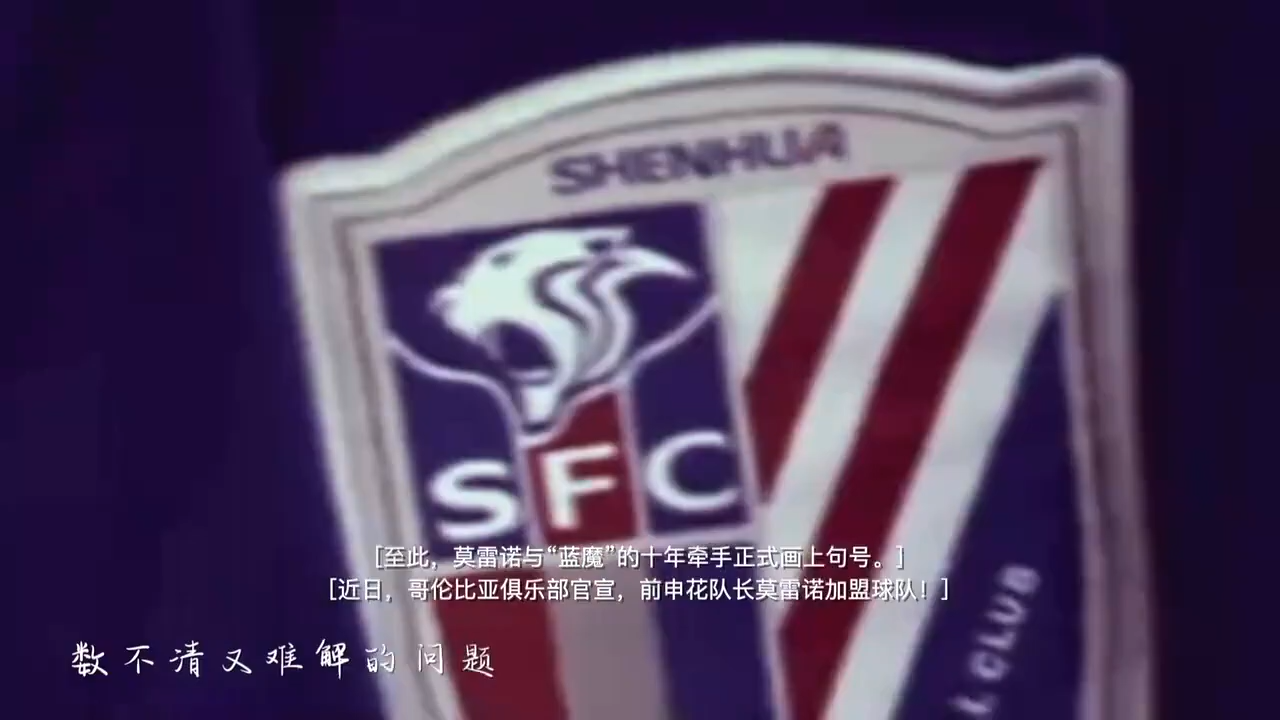 SHENHUA
SFC
[至此，莫雷诺与“蓝魔”的十年牵手正式画上句号。]
[近日，哥伦比亚俱乐部官宣，前申花队长莫雷诺加盟球队！]
L CLUB
数不清又难解的问题